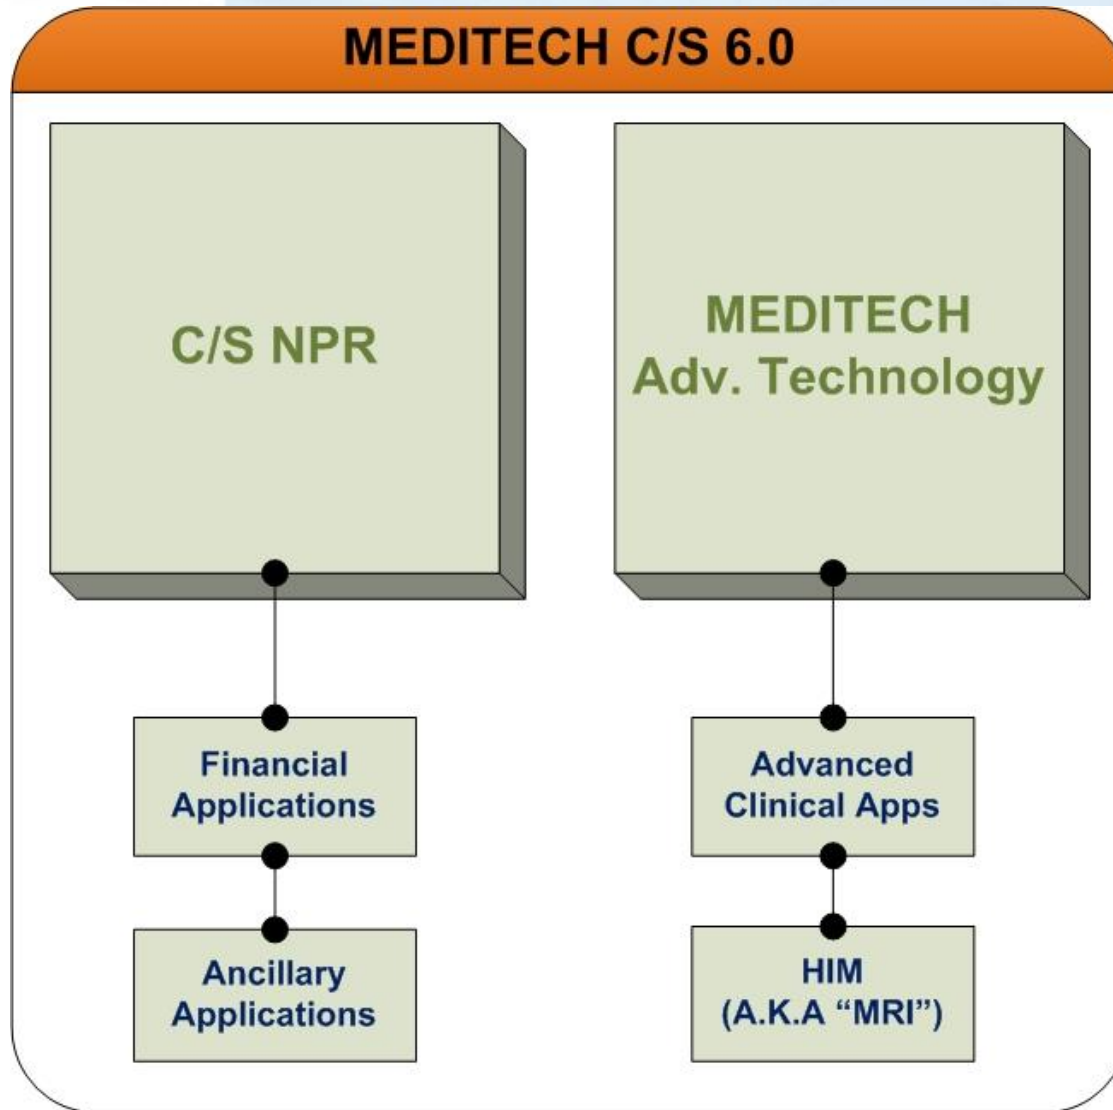 MEDITECH C/S 6.0
C/S NPR
MEDITECH
Adv. Technology
Financial
Applications
Advanced
Clinical Apps
Ancillary
Applications
HIM
(A.K.A “MRI”)